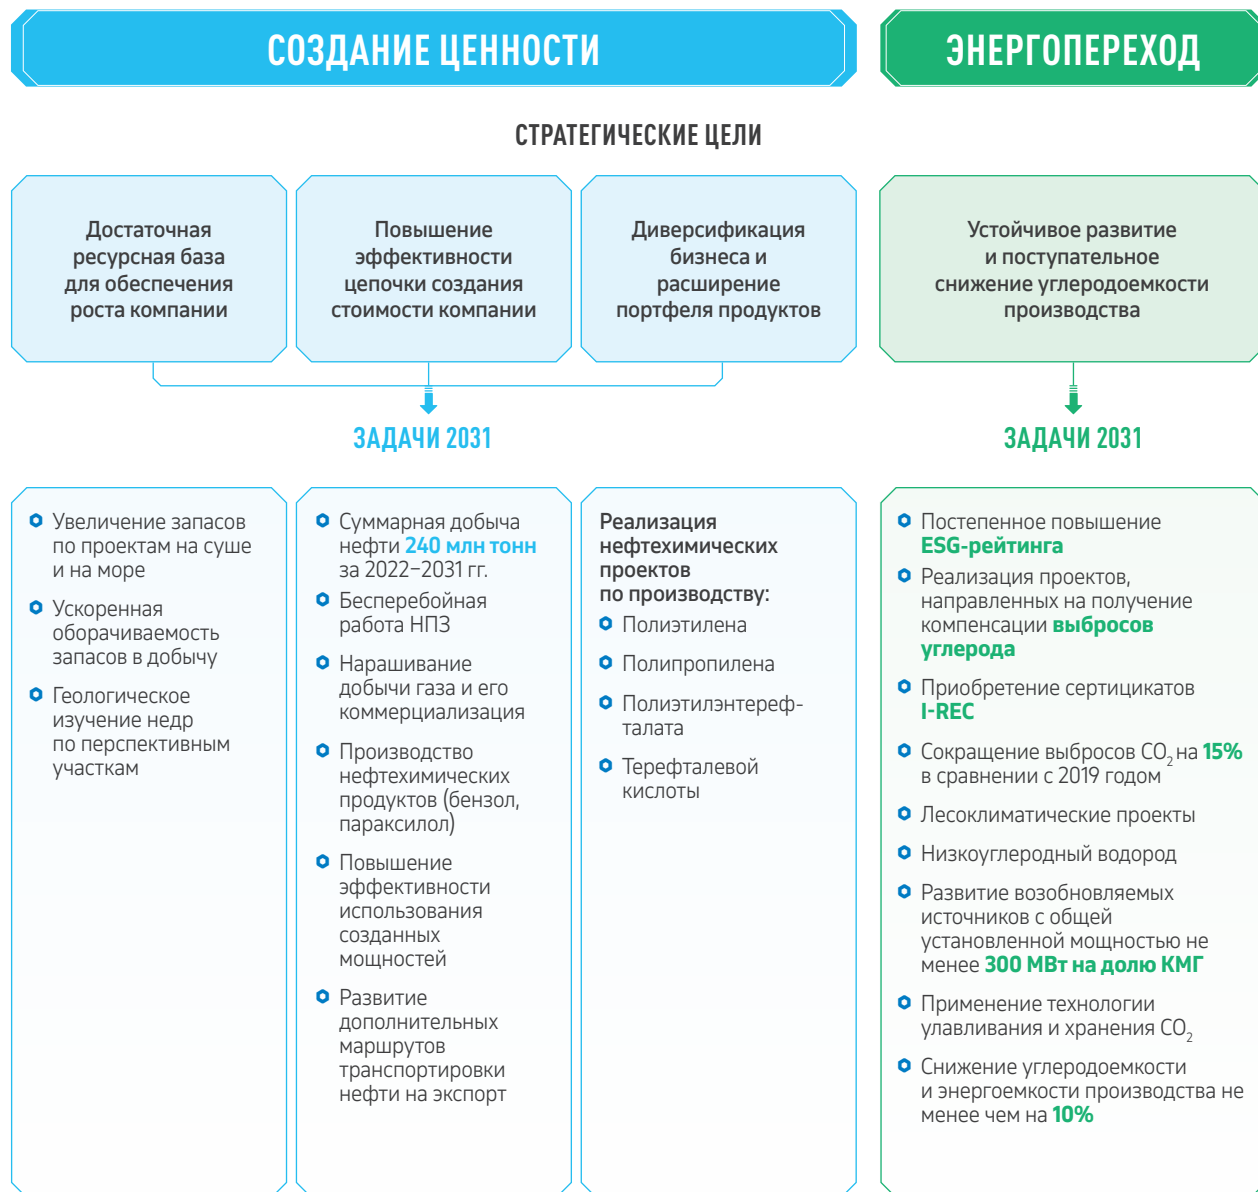 СОЗДАНИЕ ЦЕННОСТИ
ЭНЕРГОПЕРЕХОД
СТРАТЕГИЧЕСКИЕ ЦЕЛИ
Достаточная
ресурсная база
для обеспечения
роста компании
Повышение
эффективности
цепочки создания
стоимости компании
Диверсификация
бизнеса и
расширение
портфеля продуктов
Устойчивое развитие
и поступательное
снижение углеродоемкости
производства
ЗАДАЧИ 2031
ЗАДАЧИ 2031
Увеличение запасов
по проектам на суше
и на море
Ускоренная
оборачиваемость
запасов в добычу
Геологическое
изучение недр
по перспективным
участкам
Суммарная добыча
нефти 240 млн тонн
за 2022–2031 гг.
Бесперебойная
работа НПЗ
Наращивание
добычи газа и его
коммерциализация
Производство
нефтехимических
продуктов (бензол,
параксилол)
Повышение
эффективности
использования
созданных
мощностей
Развитие
дополнительных
маршрутов
транспортировки
нефти на экспорт
Реализация
нефтехимических
проектов
по производству:
Полиэтилена
Полипропилена
Полиэтилэнтереф-
талата
Терефталевой
кислоты
Постепенное повышение
ESG-рейтинга
Реализация проектов,
направленных на получение
компенсации выбросов
углерода
Приобретение сертицикатов
I-REC
Сокращение выбросов CO₂ на 15%
в сравнении с 2019 годом
Лесоклиматические проекты
Низкоуглеродный водород
Развитие возобновляемых
источников с общей
установленной мощностью не
менее 300 МВт на долю КМГ
Применение технологии
улавливания и хранения CO₂
Снижение углеродоемкости
и энергоемкости производства не
менее чем на 10%